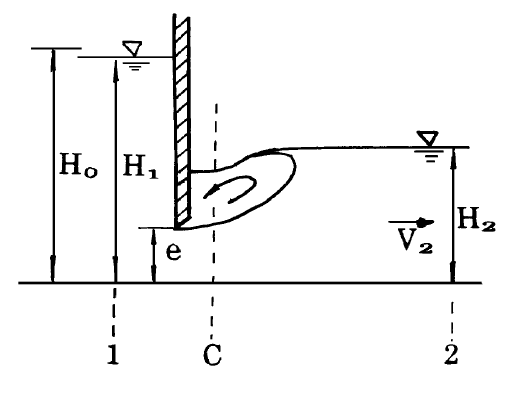 H₀ H₁ H₂
e V₂
1 C 2